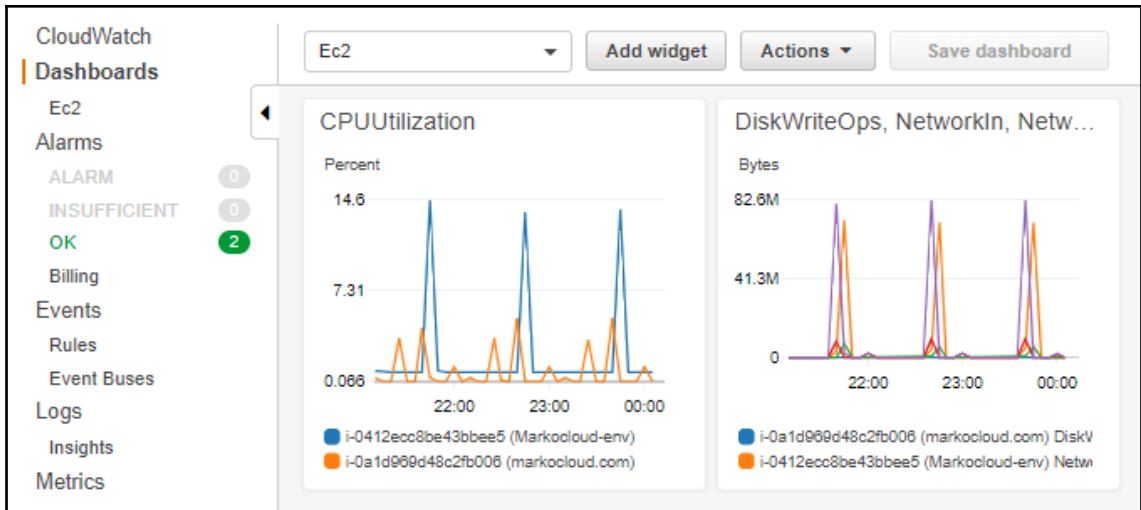 CloudWatch
Dashboards
Ec2
Alarms
ALARM 0
INSUFFICIENT 0
OK 2
Billing
Events
Rules
Event Buses
Logs
Insights
Metrics
Ec2 Add widget Actions Save dashboard
CPUUtilization
Percent
14.6
7.31
0.066
22:00 23:00 00:00
i-0412ecc8be43bbee5 (Markocloud-env)
i-0a1d969d48c2fb006 (markocloud.com)
DiskWriteOps, NetworkIn, Netw...
Bytes
82.6M
41.3M
0
22:00 23:00 00:00
i-0a1d969d48c2fb006 (markocloud.com) Disk
i-0412ecc8be43bbee5 (Markocloud-env) Netw